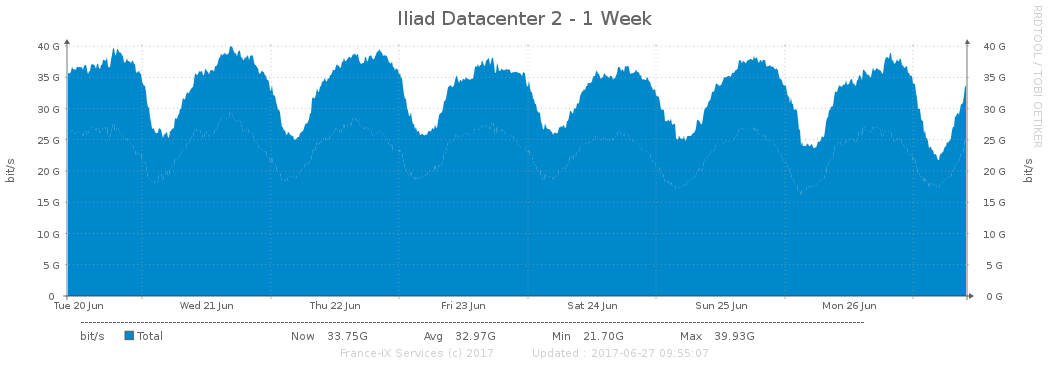 Iliad Datacenter 2 - 1 Week
RRDTOOL / TOBI OETIKER
bit/s
40 G 40 G
35 G 35 G
30 G 30 G
25 G 25 G
20 G 20 G
15 G 15 G
10 G 10 G
5 G 5 G
0 0 G
bit/s
Tue 20 Jun Wed 21 Jun Thu 22 Jun Fri 23 Jun Sat 24 Jun Sun 25 Jun Mon 26 Jun
bit/s Total Now 33.75G Avg 32.97G Min 21.70G Max 39.93G
France-IX Services (c) 2017 Updated : 2017-06-27 09:55:07